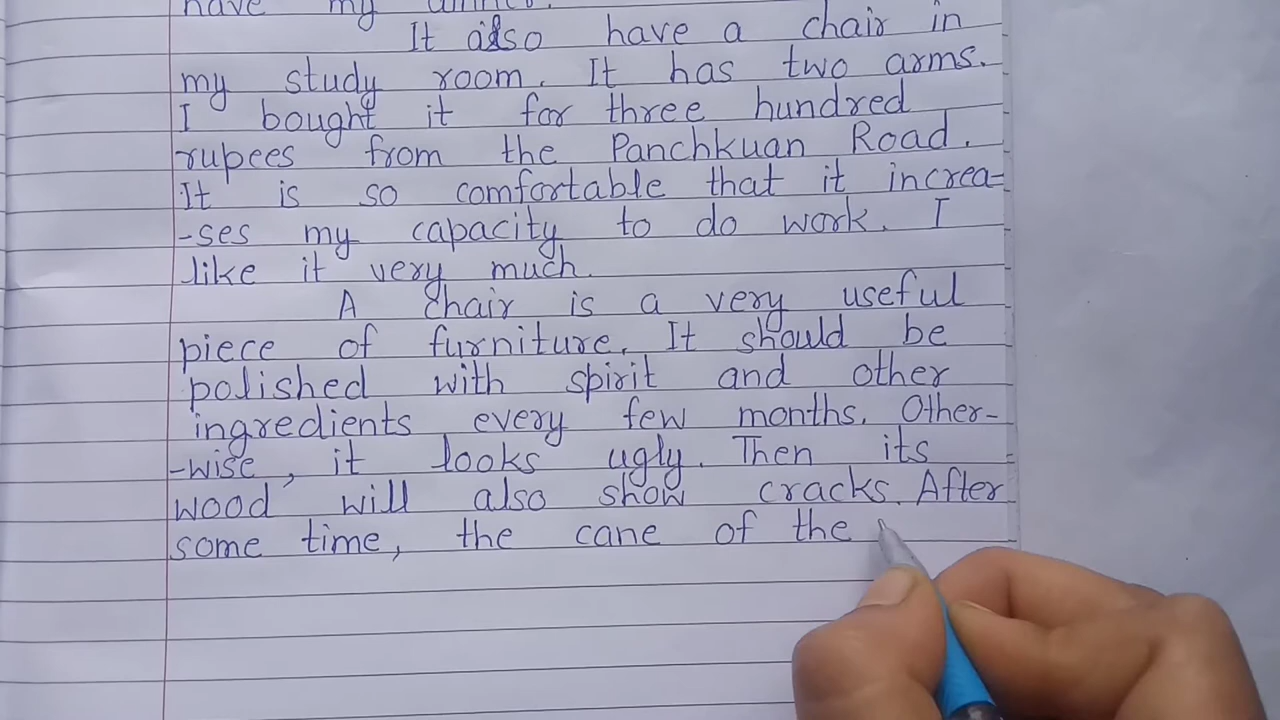 have my dinner.
It also have a chair in
my study room. It has two arms.
I bought it for three hundred
rupees from the Panchkuan Road.
It is so comfortable that it increa-
-ses my capacity to do work. I
like it very much.
A chair is a very useful
piece of furniture. It should be
polished with spirit and other
ingredients every few months. Other-
-wise, it looks ugly. Then its
wood will also show cracks. After
some time, the cane of the